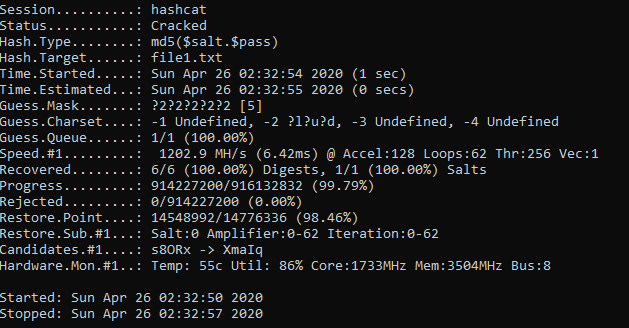 Session..........: hashcat
Status...........: Cracked
Hash.Type........: md5($salt.$pass)
Hash.Target......: file1.txt
Time.Started.....: Sun Apr 26 02:32:54 2020 (1 sec)
Time.Estimated...: Sun Apr 26 02:32:55 2020 (0 secs)
Guess.Mask.......: ?2?2?2?2?2 [5]
Guess.Charset....: -1 Undefined, -2 ?l?u?d, -3 Undefined, -4 Undefined
Guess.Queue......: 1/1 (100.00%)
Speed.#1.........:  1202.9 MH/s (6.42ms) @ Accel:128 Loops:62 Thr:256 Vec:1
Recovered........: 6/6 (100.00%) Digests, 1/1 (100.00%) Salts
Progress.........: 914227200/916132832 (99.79%)
Rejected.........: 0/914227200 (0.00%)
Restore.Point....: 14548992/14776336 (98.46%)
Restore.Sub.#1...: Salt:0 Amplifier:0-62 Iteration:0-62
Candidates.#1....: s8ORx -> XmaIq
Hardware.Mon.#1..: Temp: 55c Util: 86% Core:1733MHz Mem:3504MHz Bus:8

Started: Sun Apr 26 02:32:50 2020
Stopped: Sun Apr 26 02:32:57 2020